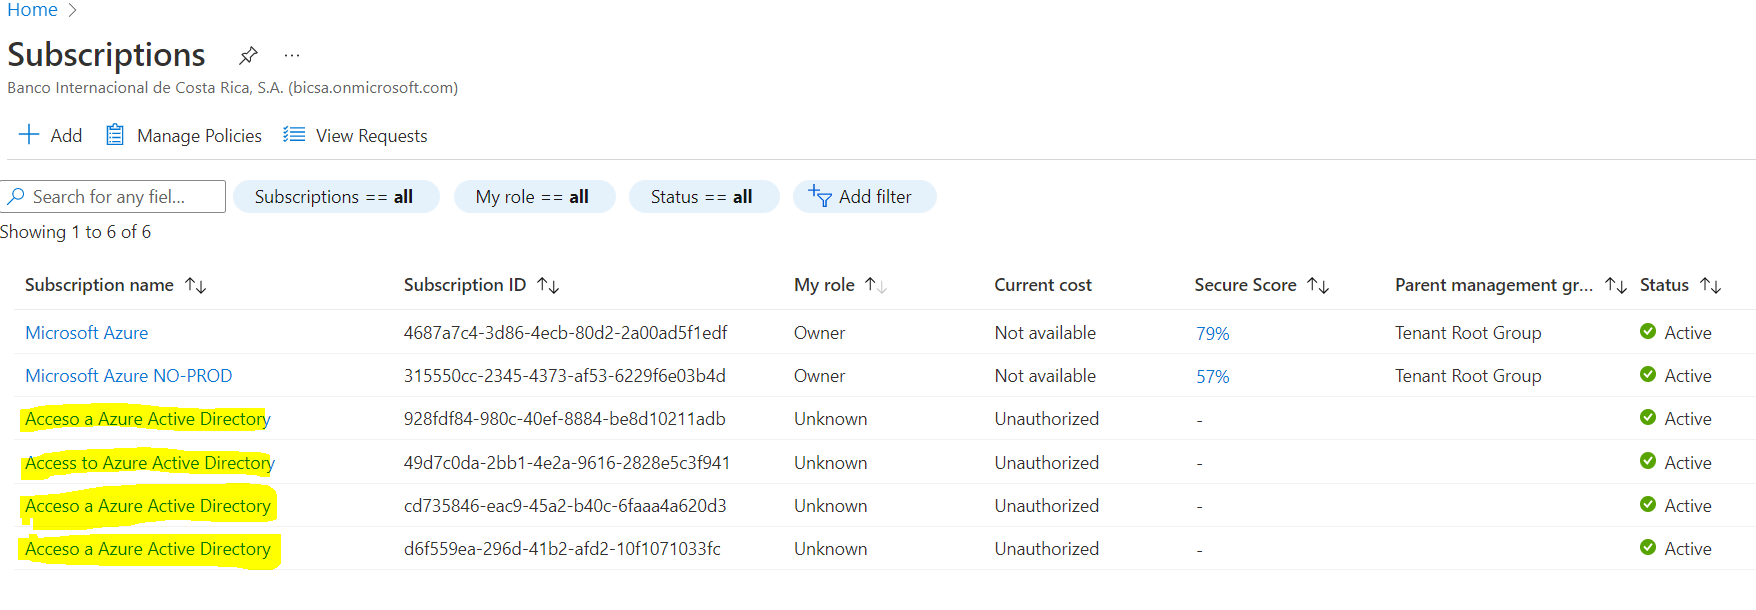 Home >
Subscriptions ...
Banco Internacional de Costa Rica, S.A. (bicsa.onmicrosoft.com)
+ Add Manage Policies View Requests
Search for any fiel... Subscriptions == all My role == all Status == all Add filter
Showing 1 to 6 of 6
Subscription name ↑↓ Subscription ID ↑↓ My role ↑↓ Current cost Secure Score ↑↓ Parent management gr... ↑↓ Status ↑↓
Microsoft Azure 4687a7c4-3d86-4ecb-80d2-2a00ad5f1edf Owner Not available 79% Tenant Root Group Active
Microsoft Azure NO-PROD 315550cc-2345-4373-af53-6229f6e03b4d Owner Not available 57% Tenant Root Group Active
Acceso a Azure Active Directory 928fdf84-980c-40ef-8884-be8d10211adb Unknown Unauthorized - Active
Access to Azure Active Directory 49d7c0da-2bb1-4e2a-9616-2828e5c3f941 Unknown Unauthorized - Active
Acceso a Azure Active Directory cd735846-eac9-45a2-b40c-6faaa4a620d3 Unknown Unauthorized - Active
Acceso a Azure Active Directory d6f559ea-296d-41b2-afd2-10f1071033fc Unknown Unauthorized - Active